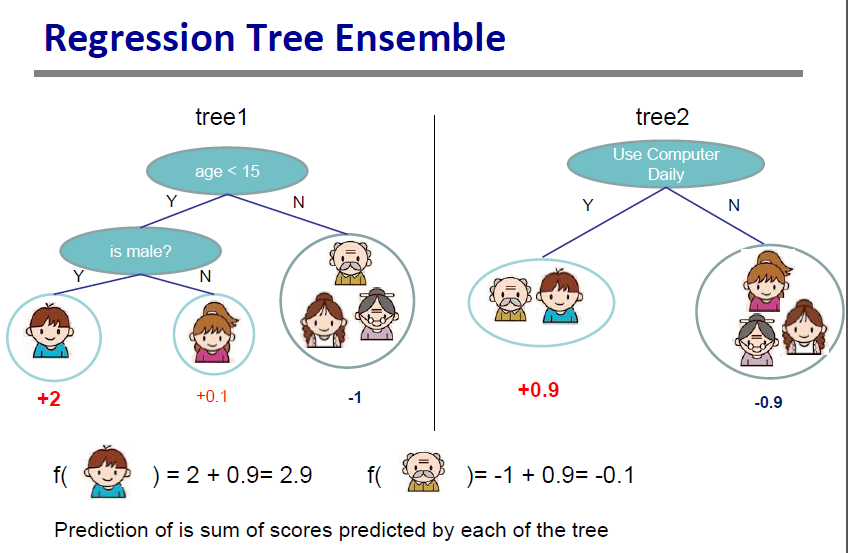 Regression Tree Ensemble
tree1
tree2
age < 15
Use Computer
Daily
Y
N
Y
N
is male?
Y
N
+2
+0.1
-1
+0.9
-0.9
f( ) = 2 + 0.9= 2.9
f( )= -1 + 0.9= -0.1
Prediction of is sum of scores predicted by each of the tree